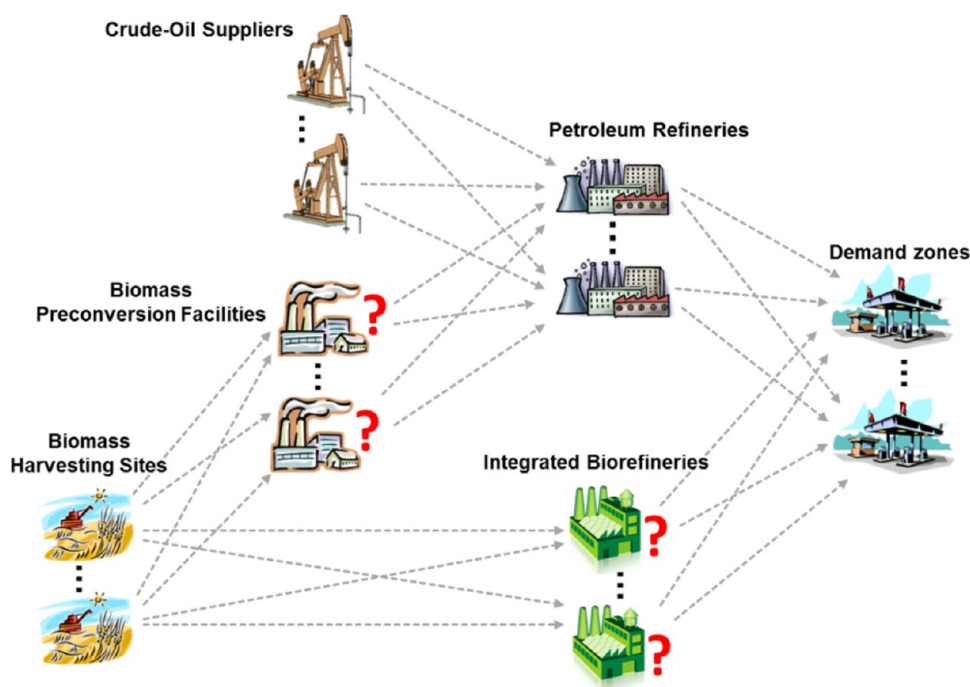 Crude-Oil Suppliers
Petroleum Refineries
Demand zones
Biomass
Preconversion Facilities
?
?
Biomass
Harvesting Sites
Integrated Biorefineries
?
?